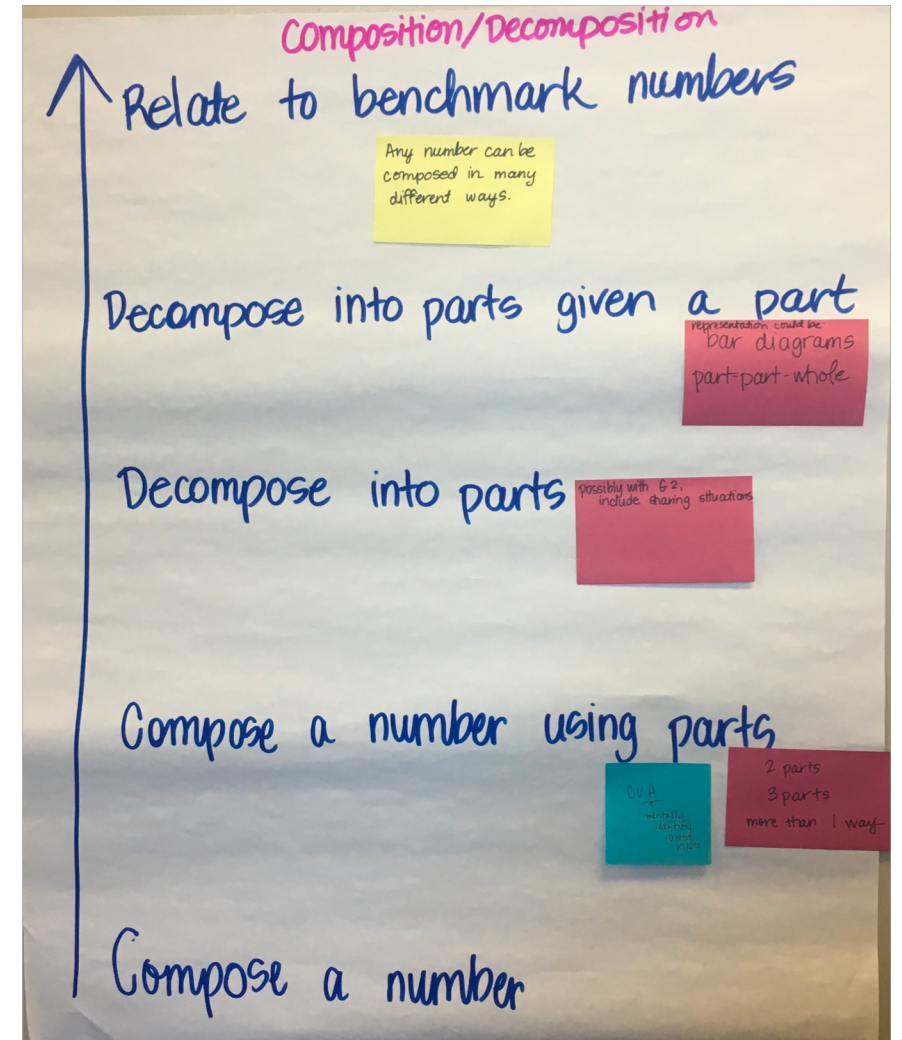 Composition/Decomposition
Relate to benchmark numbers
Any number can be
composed in many
different ways.
Decompose into parts given a part
representation could be:
bar diagrams
part-part-whole
Decompose into parts
possibly with G2,
include sharing situations
Compose a number using parts
2 parts
3 parts
more than 1 way
mentally
identify
Compose a number